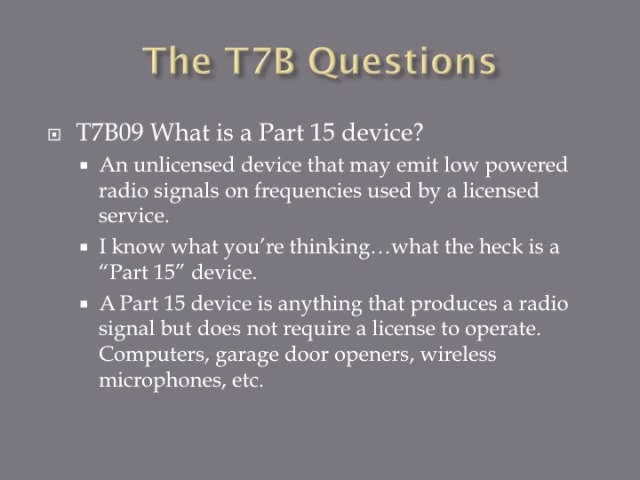 The T7B Questions
T7B09 What is a Part 15 device?
An unlicensed device that may emit low powered
radio signals on frequencies used by a licensed
service.
I know what you’re thinking…what the heck is a
“Part 15” device.
A Part 15 device is anything that produces a radio
signal but does not require a license to operate.
Computers, garage door openers, wireless
microphones, etc.